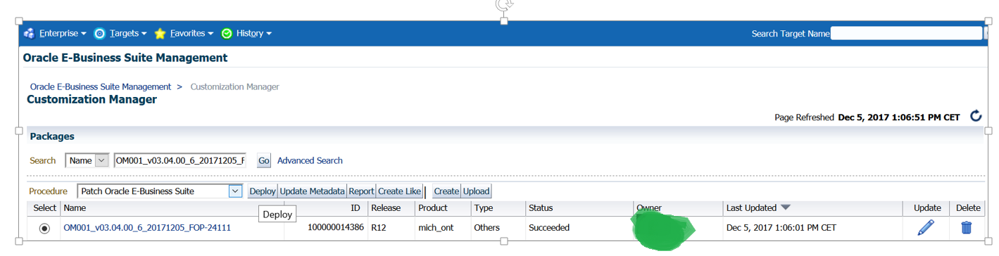 Enterprise Targets Favorites History Search Target Name
Oracle E-Business Suite Management
Oracle E-Business Suite Management > Customization Manager
Customization Manager
Page Refreshed Dec 5, 2017 1:06:51 PM CET
Packages
Search Name OM001_v03.04.00_6_20171205_F Go Advanced Search
Procedure Patch Oracle E-Business Suite Deploy Update Metadata Report Create Like Create Upload
Select Name ID Release Product Type Status Owner Last Updated Update Delete
Deploy
OM001_v03.04.00_6_20171205_FOP-24111 100000014386 R12 mich_ont Others Succeeded Dec 5, 2017 1:06:01 PM CET